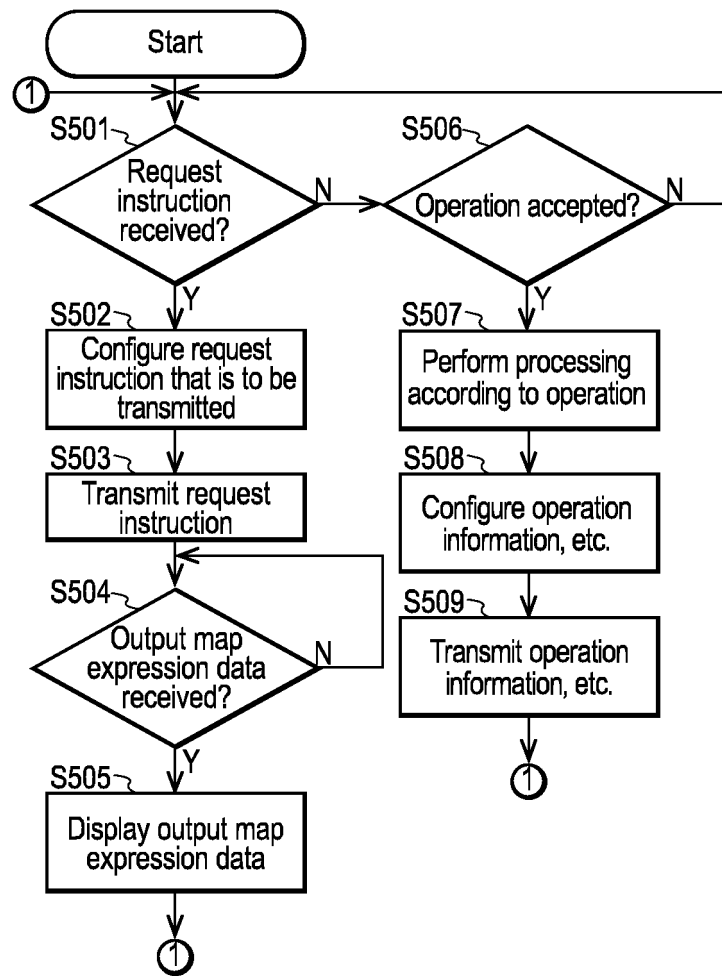 Start
1
S501
Request
instruction
received?
N
Y
S502
Configure request
instruction that is to be
transmitted
S503
Transmit request
instruction
S504
Output map
expression data
received?
N
Y
S505
Display output map
expression data
1
S506
Operation accepted?
N
Y
S507
Perform processing
according to operation
S508
Configure operation
information, etc.
S509
Transmit operation
information, etc.
1